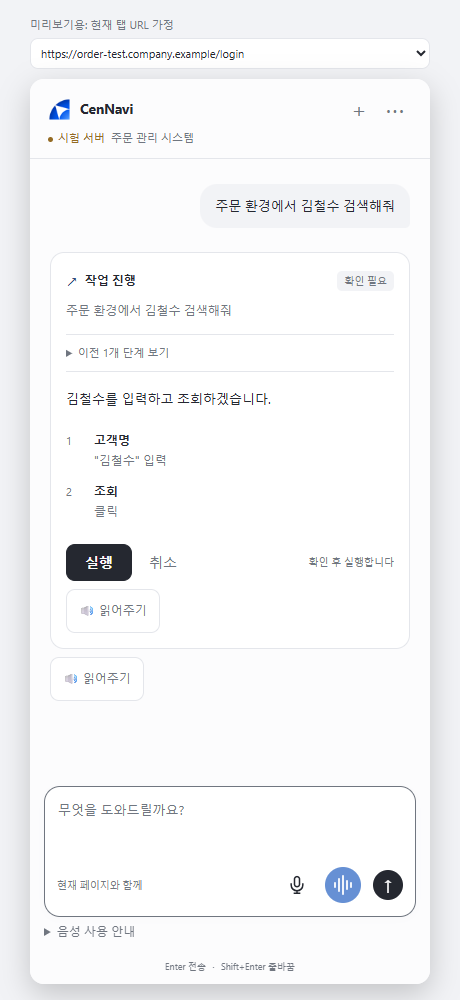 미리보기용: 현재 탭 URL 가정
https://order-test.company.example/login
CenNavi
시험 서버 주문 관리 시스템
주문 환경에서 김철수 검색해줘
작업 진행
확인 필요
주문 환경에서 김철수 검색해줘
이전 1개 단계 보기
김철수를 입력하고 조회하겠습니다.
1 고객명
"김철수" 입력
2 조회
클릭
실행 취소 확인 후 실행합니다
읽어주기
읽어주기
무엇을 도와드릴까요?
현재 페이지와 함께
음성 사용 안내
Enter 전송 · Shift+Enter 줄바꿈